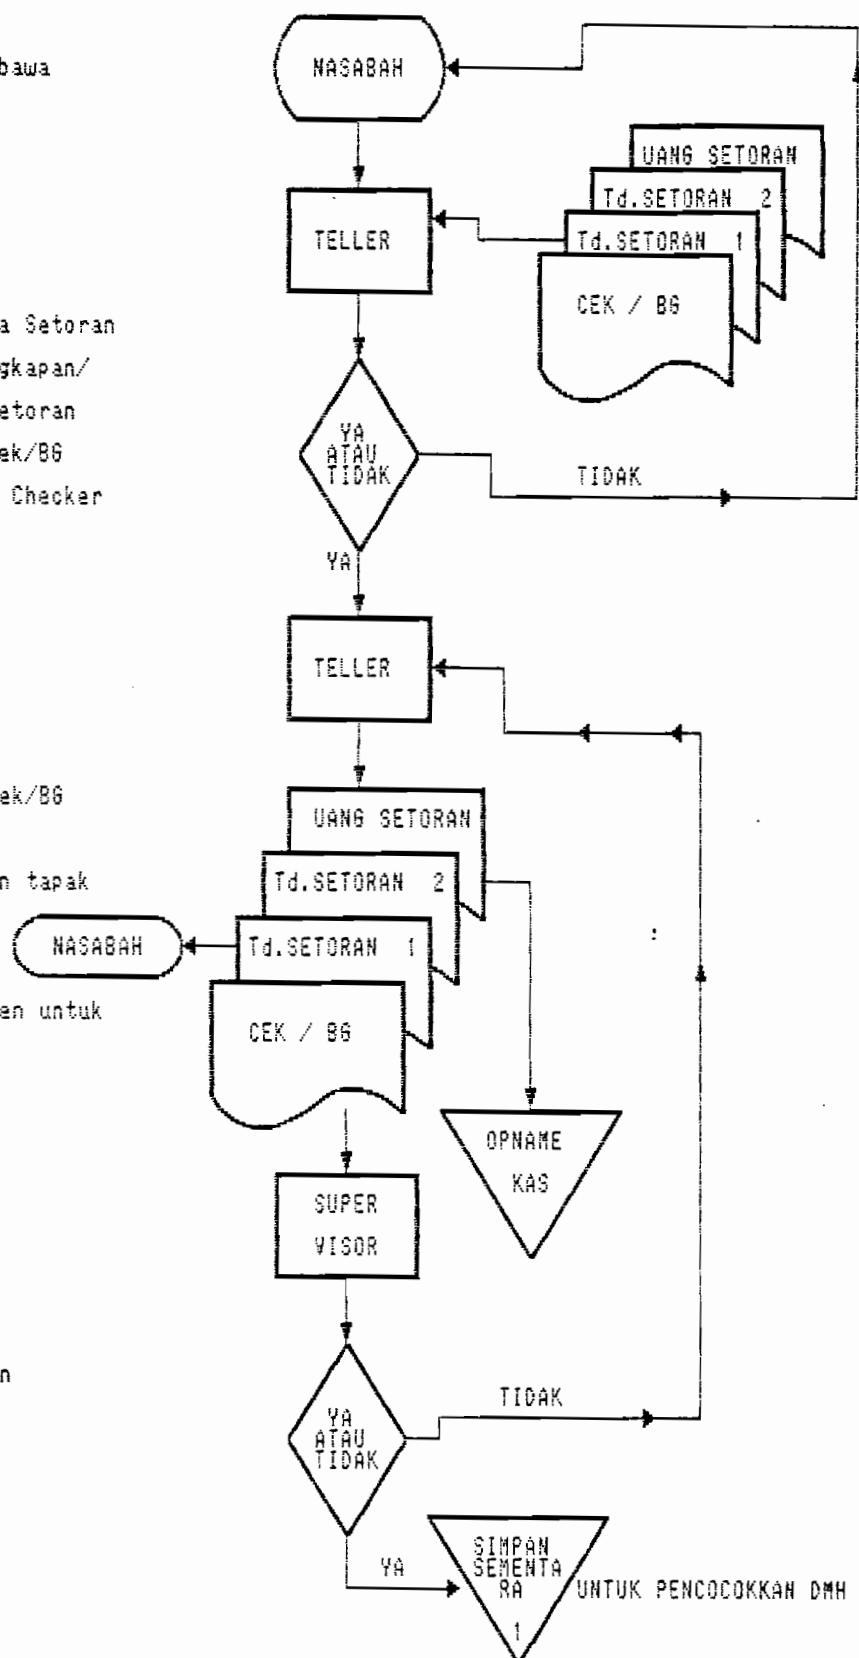 bawa
NASABAH
UANG SETORAN
Td.SETORAN 2
Td.SETORAN 1
CEK / BG
TELLER
a Setoran
gkapan/
etoran
ek/BG
Checker
YA
ATAU
TIDAK
TIDAK
YA
TELLER
ek/BG
n tapak
en untuk
UANG SETORAN
Td.SETORAN 2
Td.SETORAN 1
CEK / BG
NASABAH
OPNAME
KAS
SUPER
VISOR
n
YA
ATAU
TIDAK
TIDAK
YA
SIMPAN
SEMENTA
RA
1
UNTUK PENCOCOKKAN DMH